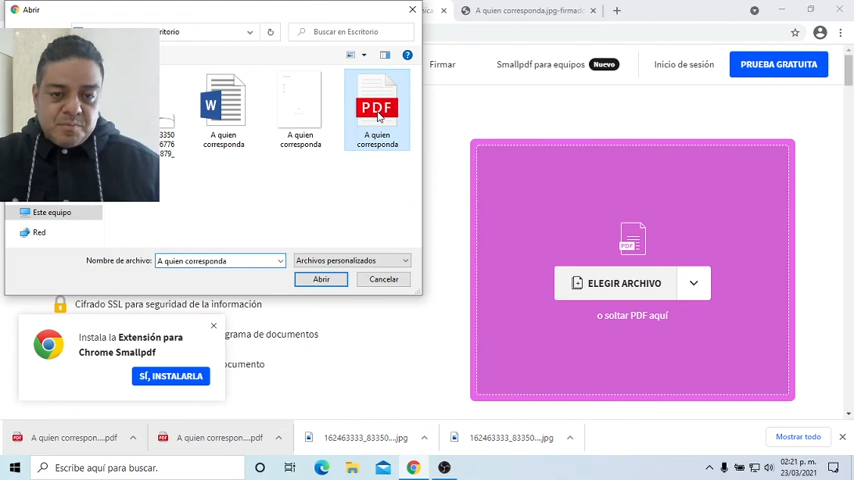 Abrir
A quien corresponda.jpg-firmado
ritorio
Buscar en Escritorio
Firmar
Smallpdf para equipos
Nuevo
Inicio de sesión
PRUEBA GRATUITA
W
PDF
3350
6776
879_
A quien
corresponda
A quien
corresponda
A quien
corresponda
Este equipo
Red
Nombre de archivo:
A quien corresponda
Archivos personalizados
Abrir
Cancelar
PDF
ELEGIR ARCHIVO
o soltar PDF aquí
Cifrado SSL para seguridad de la información
grama de documentos
ocumento
Instala la Extensión para
Chrome Smallpdf
SÍ, INSTALARLA
A quien correspon....pdf
A quien correspon....pdf
162463333_83350....jpg
162463333_83350....jpg
Mostrar todo
Escribe aquí para buscar.
02:21 p. m.
23/03/2021